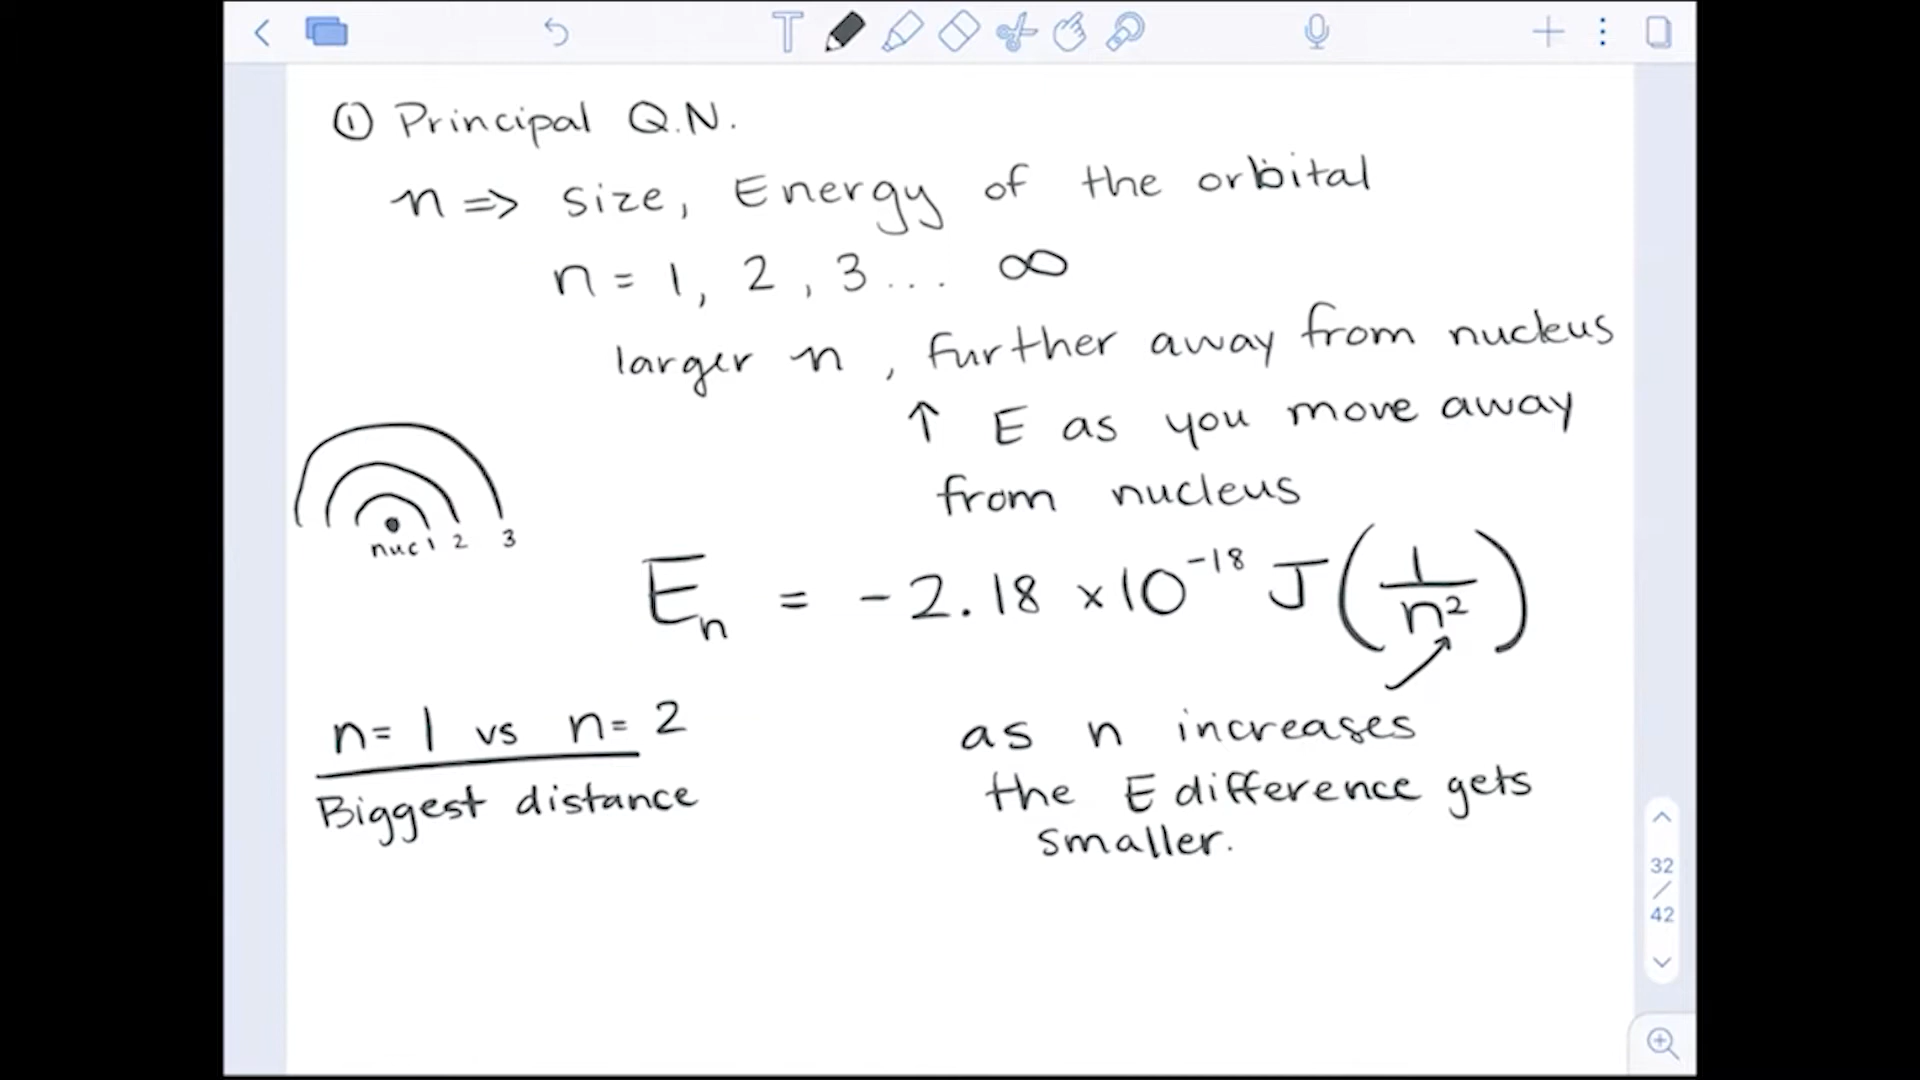 ① Principal Q.N.
n => size, Energy of the orbital
n = 1, 2, 3... ∞
larger n, further away from nucleus
↑ E as you move away
from nucleus
nuc 1 2 3
Eₙ = -2.18 ×10⁻¹⁸ J(1/n²)
n=1 vs n=2
Biggest distance
as n increases
the E difference gets
smaller.
T
32
/
42